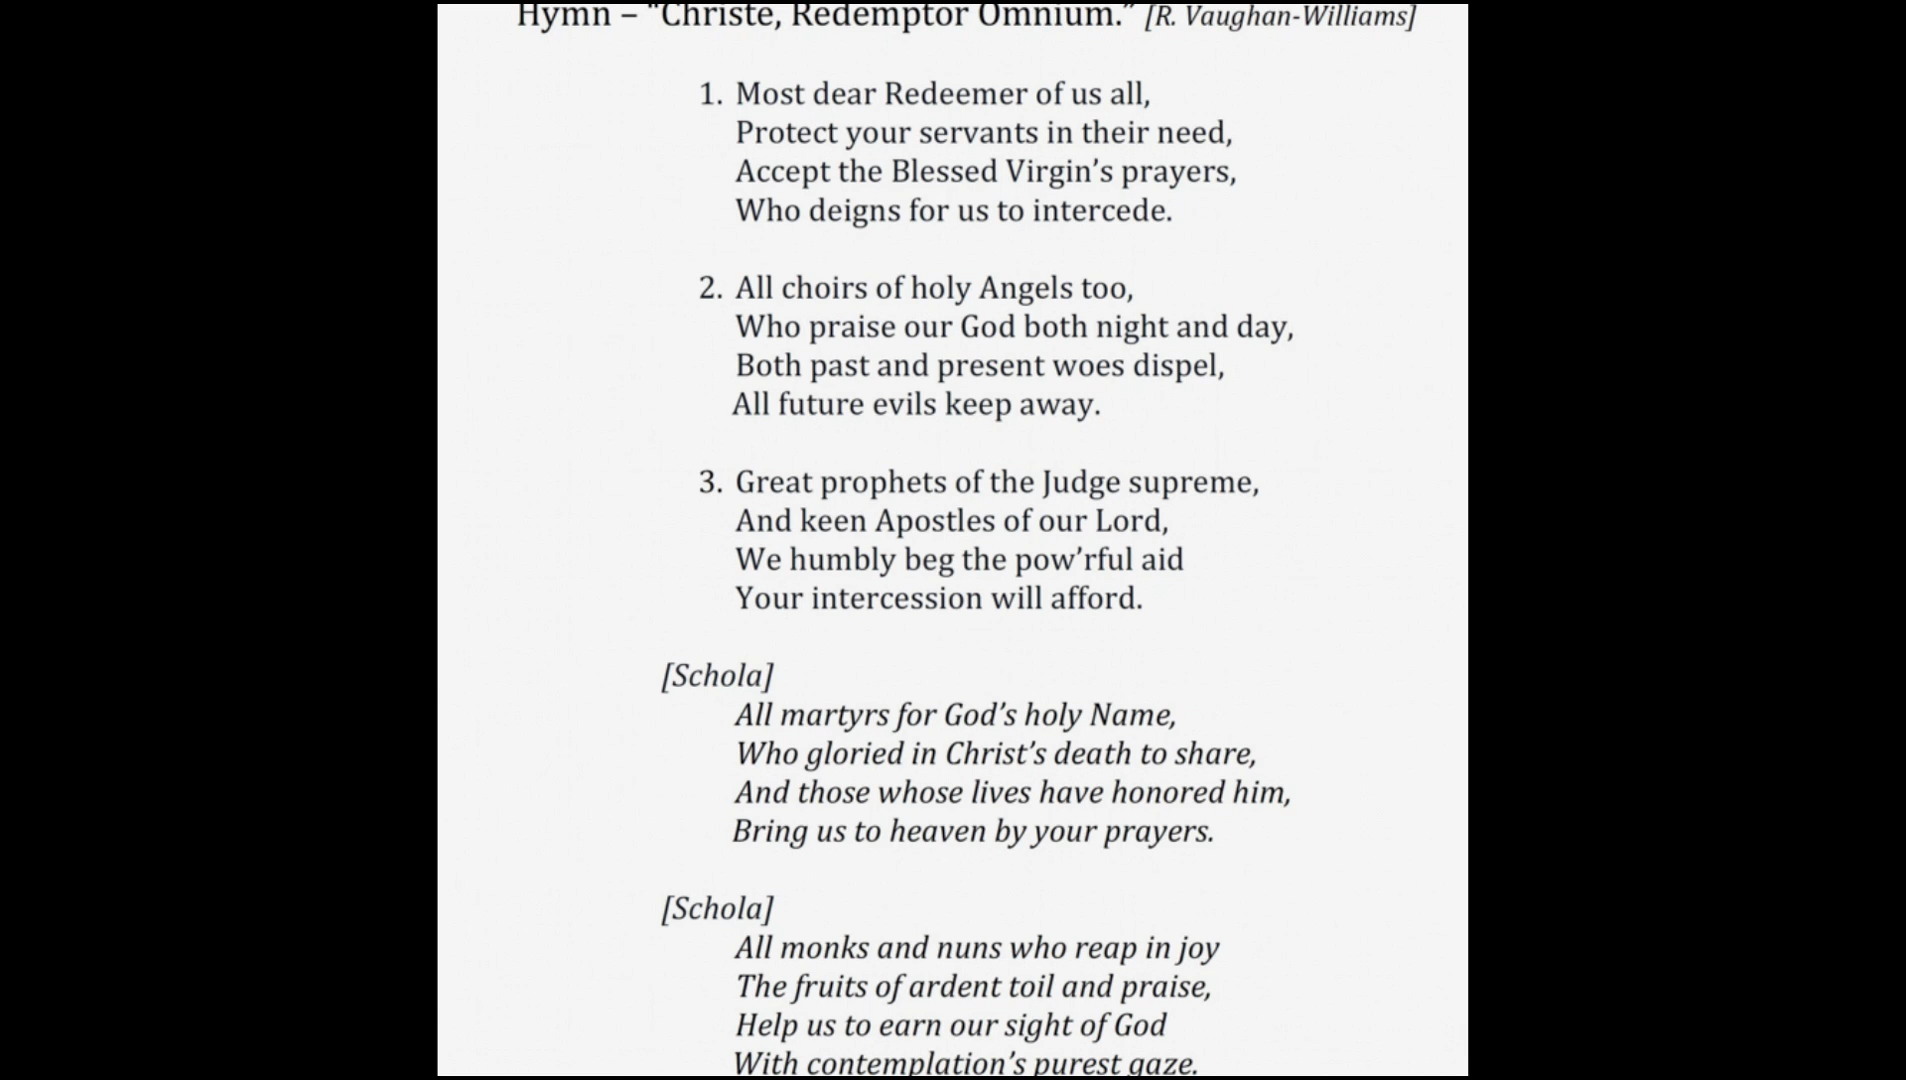 Hymn – "Christe, Redemptor Omnium." [R. Vaughan-Williams]
1. Most dear Redeemer of us all,
Protect your servants in their need,
Accept the Blessed Virgin's prayers,
Who deigns for us to intercede.
2. All choirs of holy Angels too,
Who praise our God both night and day,
Both past and present woes dispel,
All future evils keep away.
3. Great prophets of the Judge supreme,
And keen Apostles of our Lord,
We humbly beg the pow'rful aid
Your intercession will afford.
[Schola]
All martyrs for God's holy Name,
Who gloried in Christ's death to share,
And those whose lives have honored him,
Bring us to heaven by your prayers.
[Schola]
All monks and nuns who reap in joy
The fruits of ardent toil and praise,
Help us to earn our sight of God
With contemplation's purest gaze.